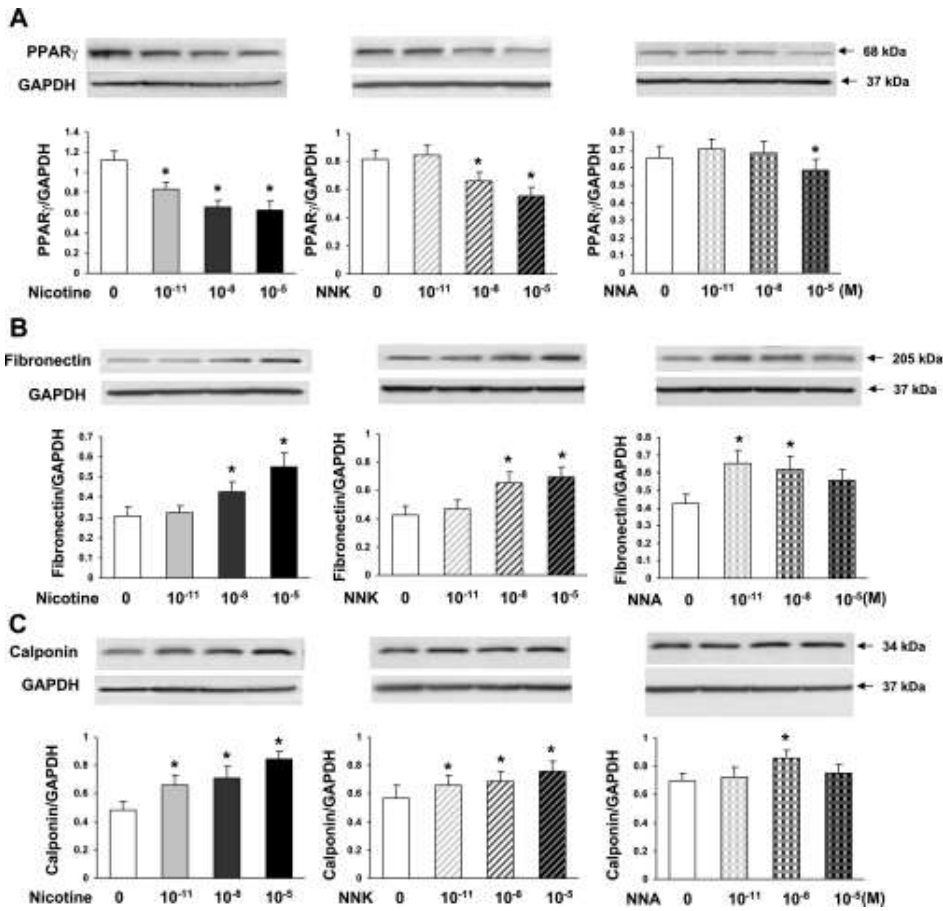 A
PPARγ
68 kDa
GAPDH
37 kDa
PPARγ/GAPDH
1.4
1.2
1
0.8
0.6
0.4
0.2
0
* * *
Nicotine 0 10⁻¹¹ 10⁻⁸ 10⁻⁵
PPARγ/GAPDH
1
0.8
0.6
0.4
0.2
0
* *
NNK 0 10⁻¹¹ 10⁻⁸ 10⁻⁵
PPARγ/GAPDH
0.8
0.7
0.6
0.5
0.4
0.3
0.2
0.1
0
*
NNA 0 10⁻¹¹ 10⁻⁸ 10⁻⁵ (M)
B
Fibronectin
205 kDa
GAPDH
37 kDa
Fibronectin/GAPDH
0.7
0.6
0.5
0.4
0.3
0.2
0.1
0
* *
Nicotine 0 10⁻¹¹ 10⁻⁸ 10⁻⁵
Fibronectin/GAPDH
1
0.8
0.6
0.4
0.2
0
* *
NNK 0 10⁻¹¹ 10⁻⁸ 10⁻⁵
Fibronectin/GAPDH
0.8
0.7
0.6
0.5
0.4
0.3
0.2
0.1
0
* *
NNA 0 10⁻¹¹ 10⁻⁸ 10⁻⁵(M)
C
Calponin
34 kDa
GAPDH
37 kDa
Calponin/GAPDH
1
0.8
0.6
0.4
0.2
0
* * *
Nicotine 0 10⁻¹¹ 10⁻⁸ 10⁻⁵
Calponin/GAPDH
1
0.8
0.6
0.4
0.2
0
* * *
NNK 0 10⁻¹¹ 10⁻⁸ 10⁻⁵
Calponin/GAPDH
1
0.8
0.6
0.4
0.2
0
*
NNA 0 10⁻¹¹ 10⁻⁸ 10⁻⁵(M)